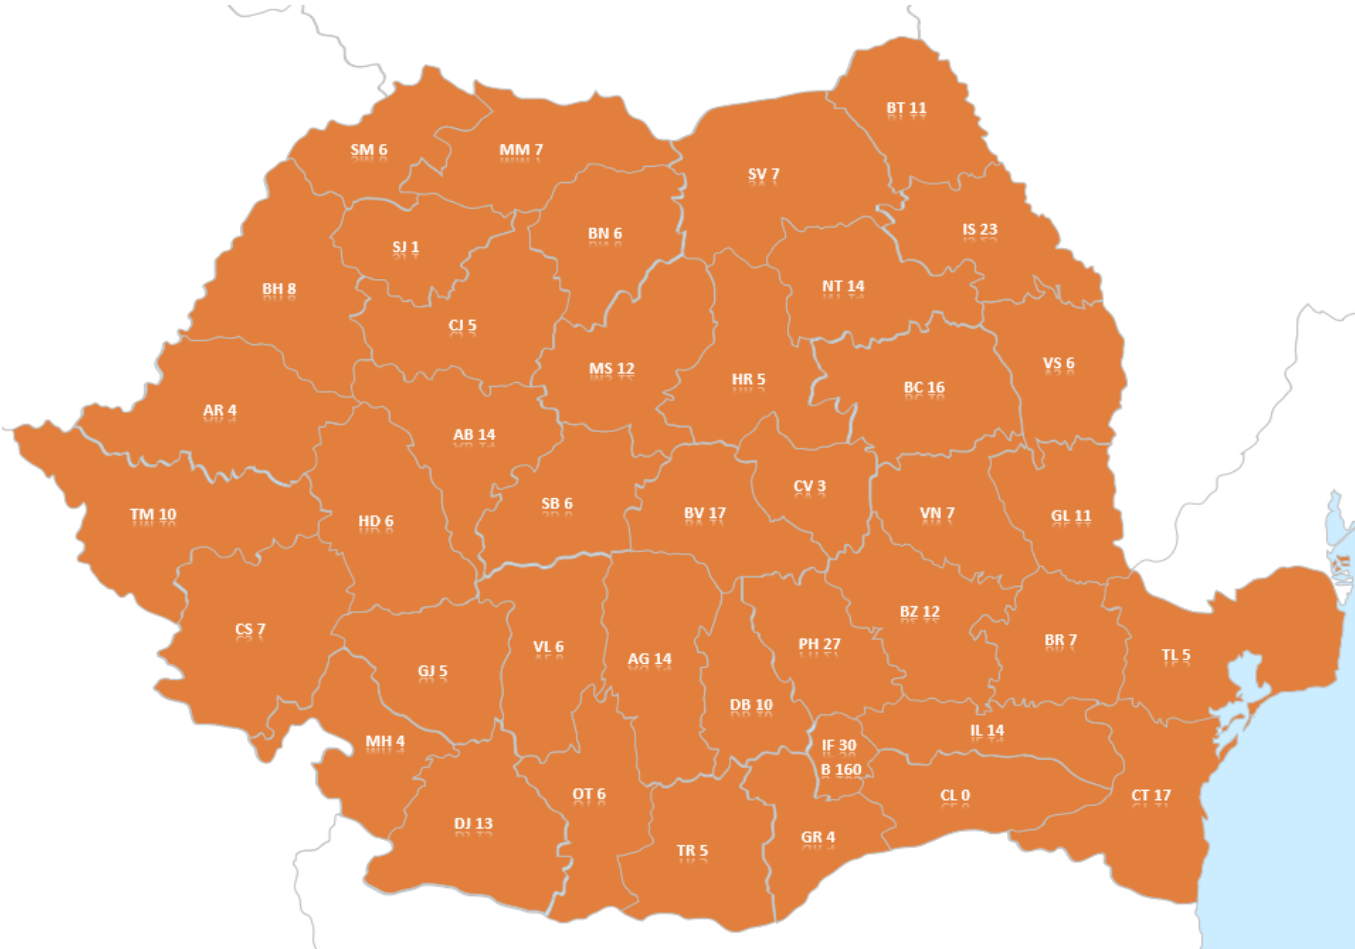 BT 11
SM 6
MM 7
SV 7
IS 23
BN 6
SJ 1
NT 14
BH 8
CJ 5
VS 6
MS 12
HR 5
BC 16
AR 4
AB 14
CV 3
SB 6
BV 17
VN 7
GL 11
TM 10
HD 6
BZ 12
CS 7
PH 27
BR 7
VL 6
TL 5
AG 14
GJ 5
DB 10
IL 14
MH 4
IF 30
B 160
OT 6
CL 0
CT 17
DJ 13
GR 4
TR 5